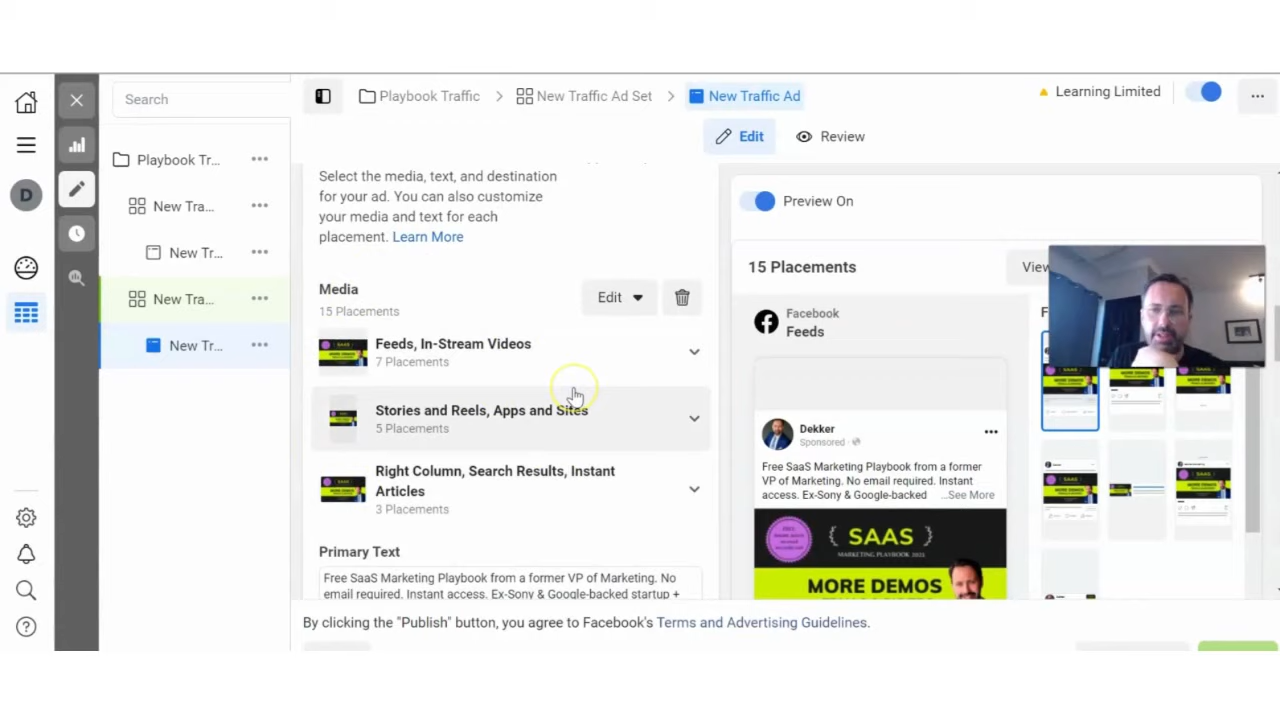 Search
Playbook Traffic
New Traffic Ad Set
New Traffic Ad
Learning Limited
Edit
Review
D
Playbook Tr...
New Tra...
New Tr...
New Tra...
New Tr...
Select the media, text, and destination
for your ad. You can also customize
your media and text for each
placement. Learn More
Media
15 Placements
Edit
Feeds, In-Stream Videos
7 Placements
Stories and Reels, Apps and Sites
5 Placements
Right Column, Search Results, Instant
Articles
3 Placements
Primary Text
Free SaaS Marketing Playbook from a former VP of Marketing. No
email required. Instant access. Ex-Sony & Google-backed startup +
Preview On
15 Placements
Facebook
Feeds
Dekker
Sponsored
Free SaaS Marketing Playbook from a former
VP of Marketing. No email required. Instant
access. Ex-Sony & Google-backed ...See More
SAAS
MARKETING PLAYBOOK 2023
MORE DEMOS
By clicking the "Publish" button, you agree to Facebook's Terms and Advertising Guidelines.